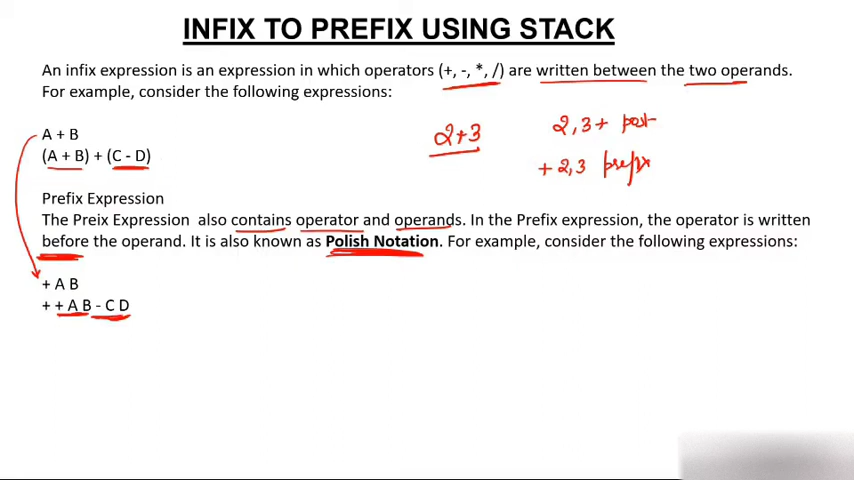 INFIX TO PREFIX USING STACK
An infix expression is an expression in which operators (+, -, *, /) are written between the two operands.
For example, consider the following expressions:
A + B
(A + B) + (C - D)
2+3
2,3+ post
+2,3 prefix
Prefix Expression
The Preix Expression also contains operator and operands. In the Prefix expression, the operator is written
before the operand. It is also known as Polish Notation. For example, consider the following expressions:
+ A B
+ + A B - C D